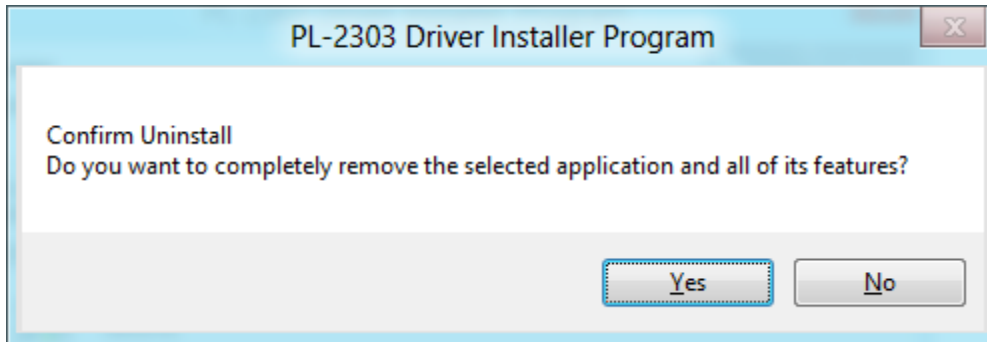 PL-2303 Driver Installer Program
Confirm Uninstall
Do you want to completely remove the selected application and all of its features?
Yes No